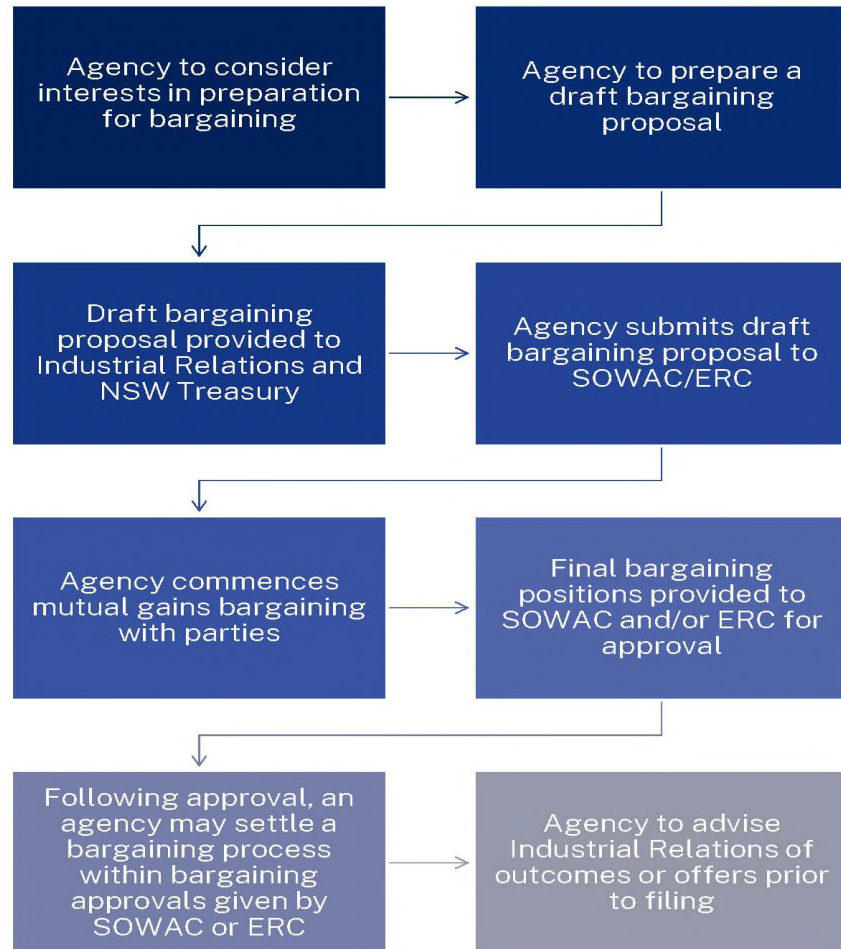 Agency to consider
interests in preparation
for bargaining
Agency to prepare a
draft bargaining
proposal
Draft bargaining
proposal provided to
Industrial Relations and
NSW Treasury
Agency submits draft
bargaining proposal to
SOWAC/ERC
Agency commences
mutual gains bargaining
with parties
Final bargaining
positions provided to
SOWAC and/or ERC for
approval
Following approval, an
agency may settle a
bargaining process
within bargaining
approvals given by
SOWAC or ERC
Agency to advise
Industrial Relations of
outcomes or offers prior
to filing